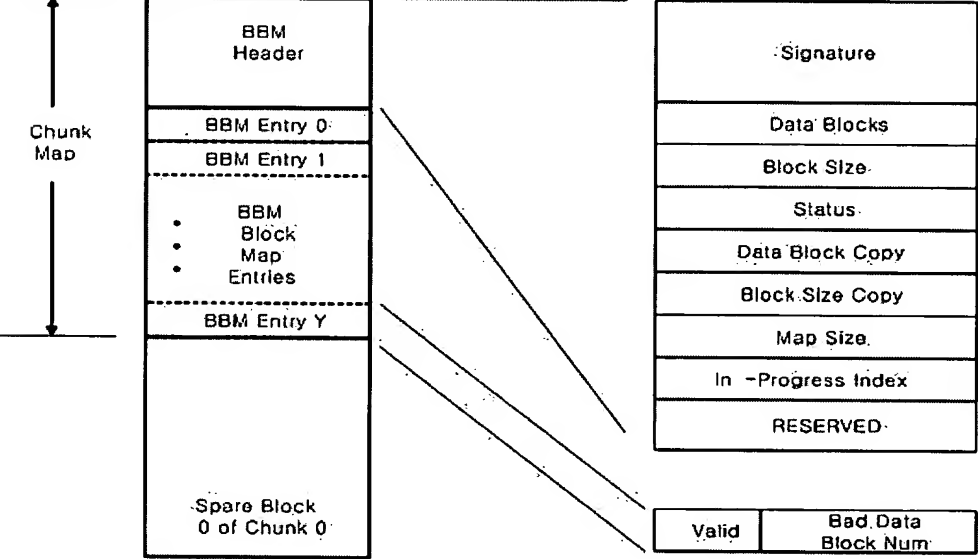 Chunk
Map
BBM
Header
BBM Entry 0
BBM Entry 1
BBM
Block
Map
Entries
BBM Entry Y
Spare Block
0 of Chunk 0
Signature
Data Blocks
Block Size
Status
Data Block Copy
Block Size Copy
Map Size
In -Progress Index
RESERVED
Valid
Bad Data
Block Num